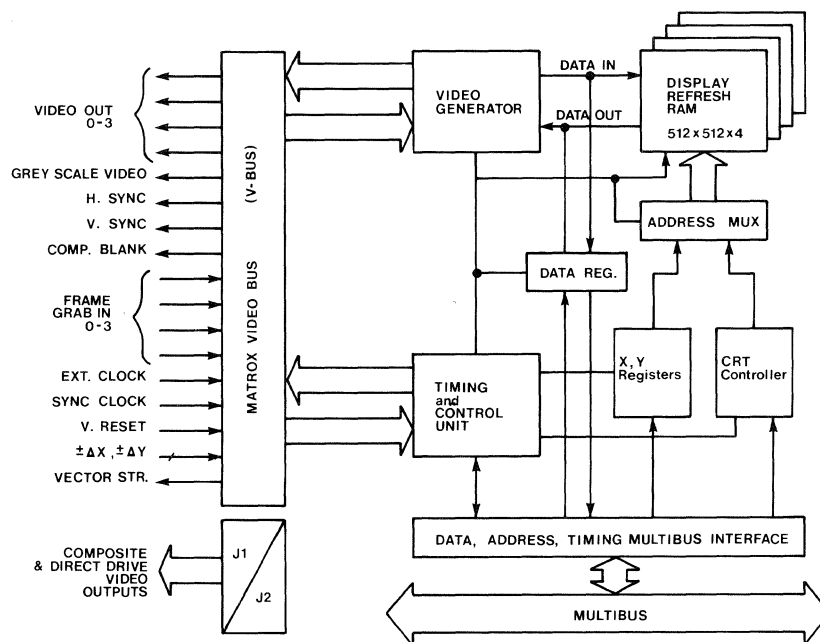 VIDEO OUT
0-3
GREY SCALE VIDEO
H. SYNC
V. SYNC
COMP. BLANK
FRAME
GRAB IN
0-3
EXT. CLOCK
SYNC CLOCK
V. RESET
±ΔX, ±ΔY
VECTOR STR.
MATROX VIDEO BUS (V-BUS)
VIDEO
GENERATOR
DATA IN
DATA OUT
DISPLAY
REFRESH
RAM
512x512x4
ADDRESS MUX
DATA REG.
TIMING
and
CONTROL
UNIT
X,Y
Registers
CRT
Controller
DATA, ADDRESS, TIMING MULTIBUS INTERFACE
MULTIBUS
COMPOSITE
& DIRECT DRIVE
VIDEO
OUTPUTS
J1
J2